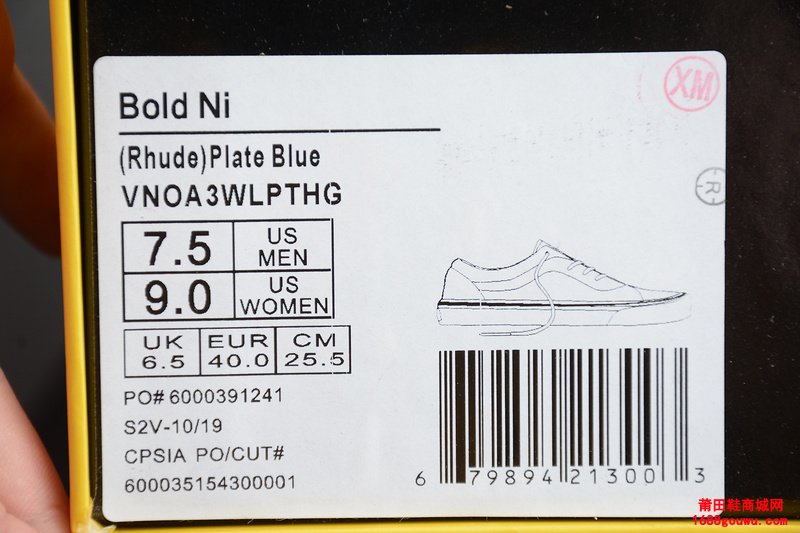 Bold Ni
(Rhude)Plate Blue
VNOA3WLPTHG
7.5 US MEN
9.0 US WOMEN
UK EUR CM
6.5 40.0 25.5
PO# 6000391241
S2V-10/19
CPSIA PO/CUT#
600035154300001
6 79894 21300 3
XM
R
莆田鞋商城网
1688gouwu.com